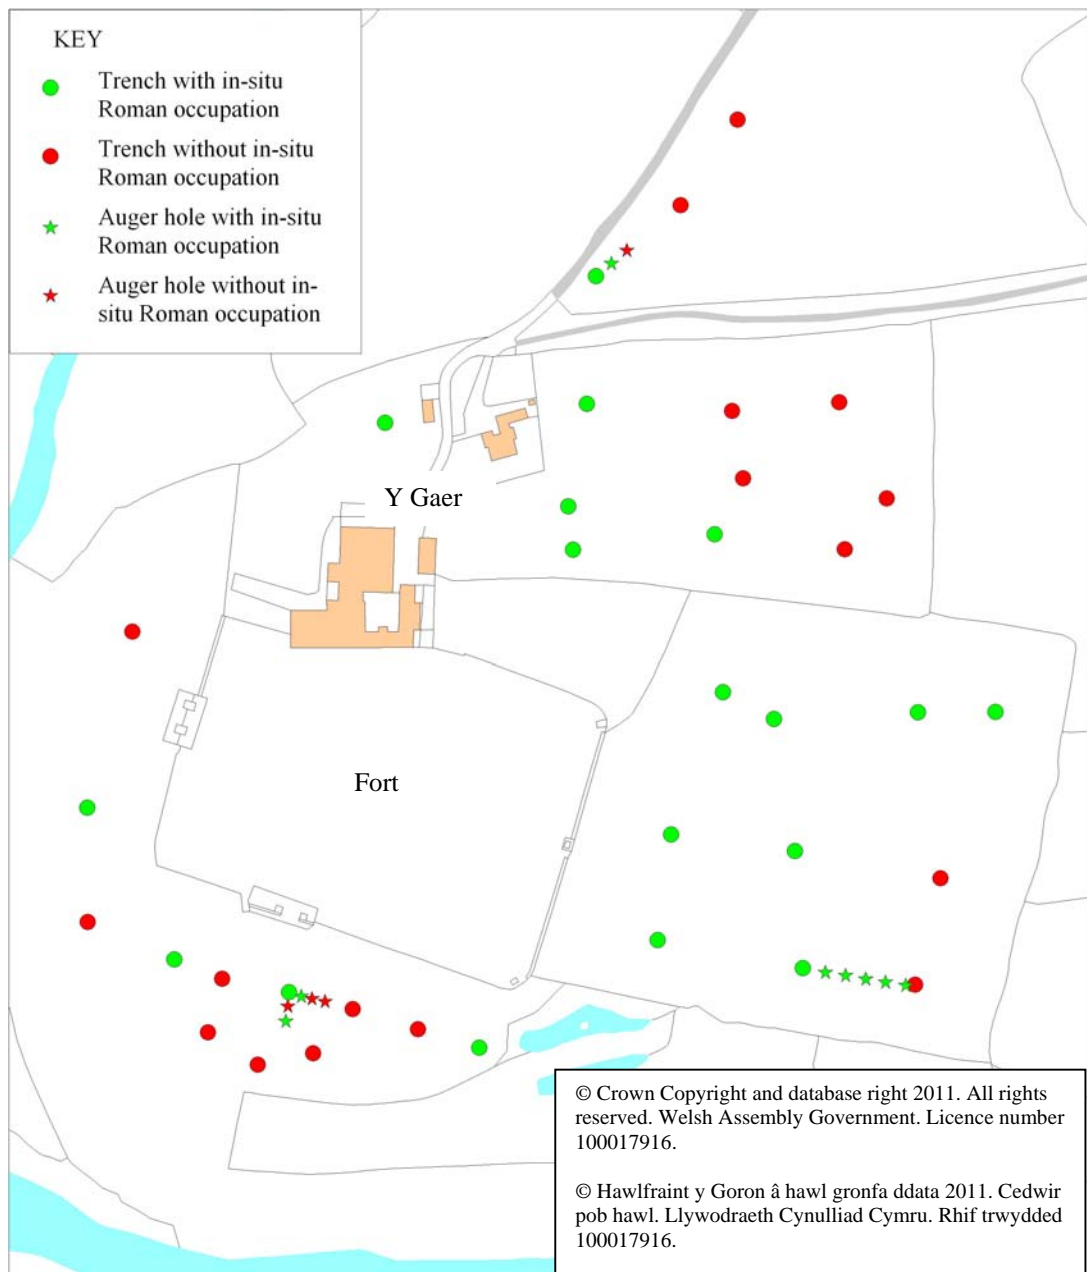 KEY
Trench with in-situ
Roman occupation
Trench without in-situ
Roman occupation
Auger hole with in-situ
Roman occupation
Auger hole without in-
situ Roman occupation
Y Gaer
Fort
© Crown Copyright and database right 2011. All rights
reserved. Welsh Assembly Government. Licence number
100017916.
© Hawlfraint y Goron â hawl gronfa ddata 2011. Cedwir
pob hawl. Llywodraeth Cynulliad Cymru. Rhif trwydded
100017916.